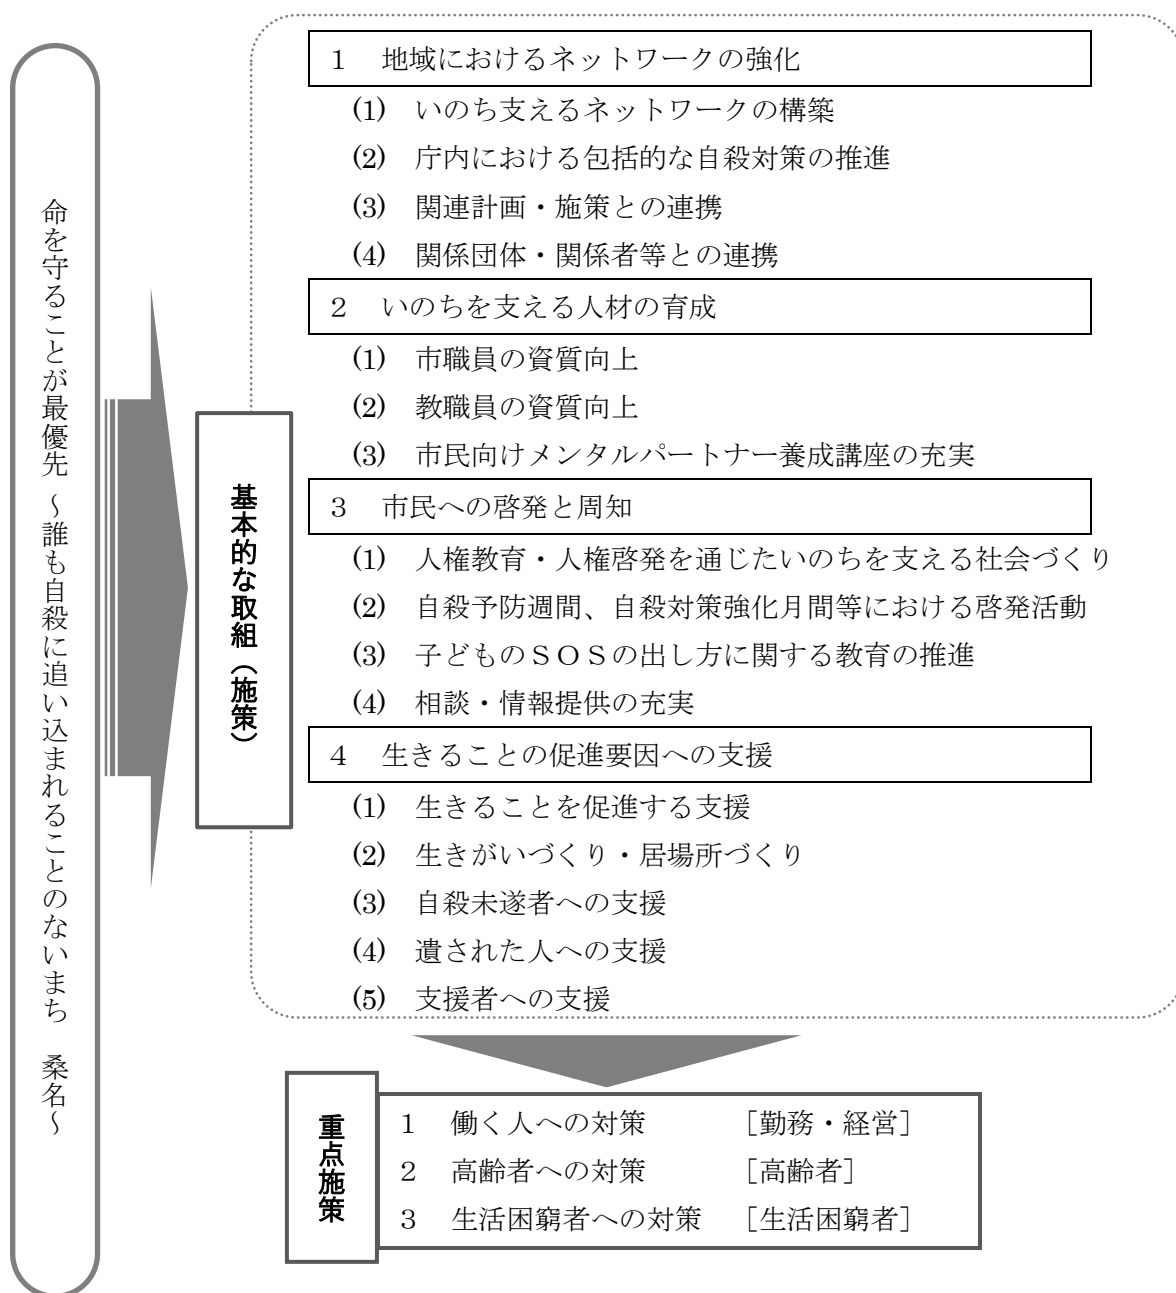 命を守ることが最優先 ～誰も自殺に追い込まれることのないまち　桑名～
基本的な取組（施策）
１　地域におけるネットワークの強化
(1)　いのち支えるネットワークの構築
(2)　庁内における包括的な自殺対策の推進
(3)　関連計画・施策との連携
(4)　関係団体・関係者等との連携
２　いのちを支える人材の育成
(1)　市職員の資質向上
(2)　教職員の資質向上
(3)　市民向けメンタルパートナー養成講座の充実
３　市民への啓発と周知
(1)　人権教育・人権啓発を通じたいのちを支える社会づくり
(2)　自殺予防週間、自殺対策強化月間等における啓発活動
(3)　子どものＳＯＳの出し方に関する教育の推進
(4)　相談・情報提供の充実
４　生きることの促進要因への支援
(1)　生きることを促進する支援
(2)　生きがいづくり・居場所づくり
(3)　自殺未遂者への支援
(4)　遺された人への支援
(5)　支援者への支援
重点施策
１　働く人への対策　［勤務・経営］
２　高齢者への対策　［高齢者］
３　生活困窮者への対策　［生活困窮者］